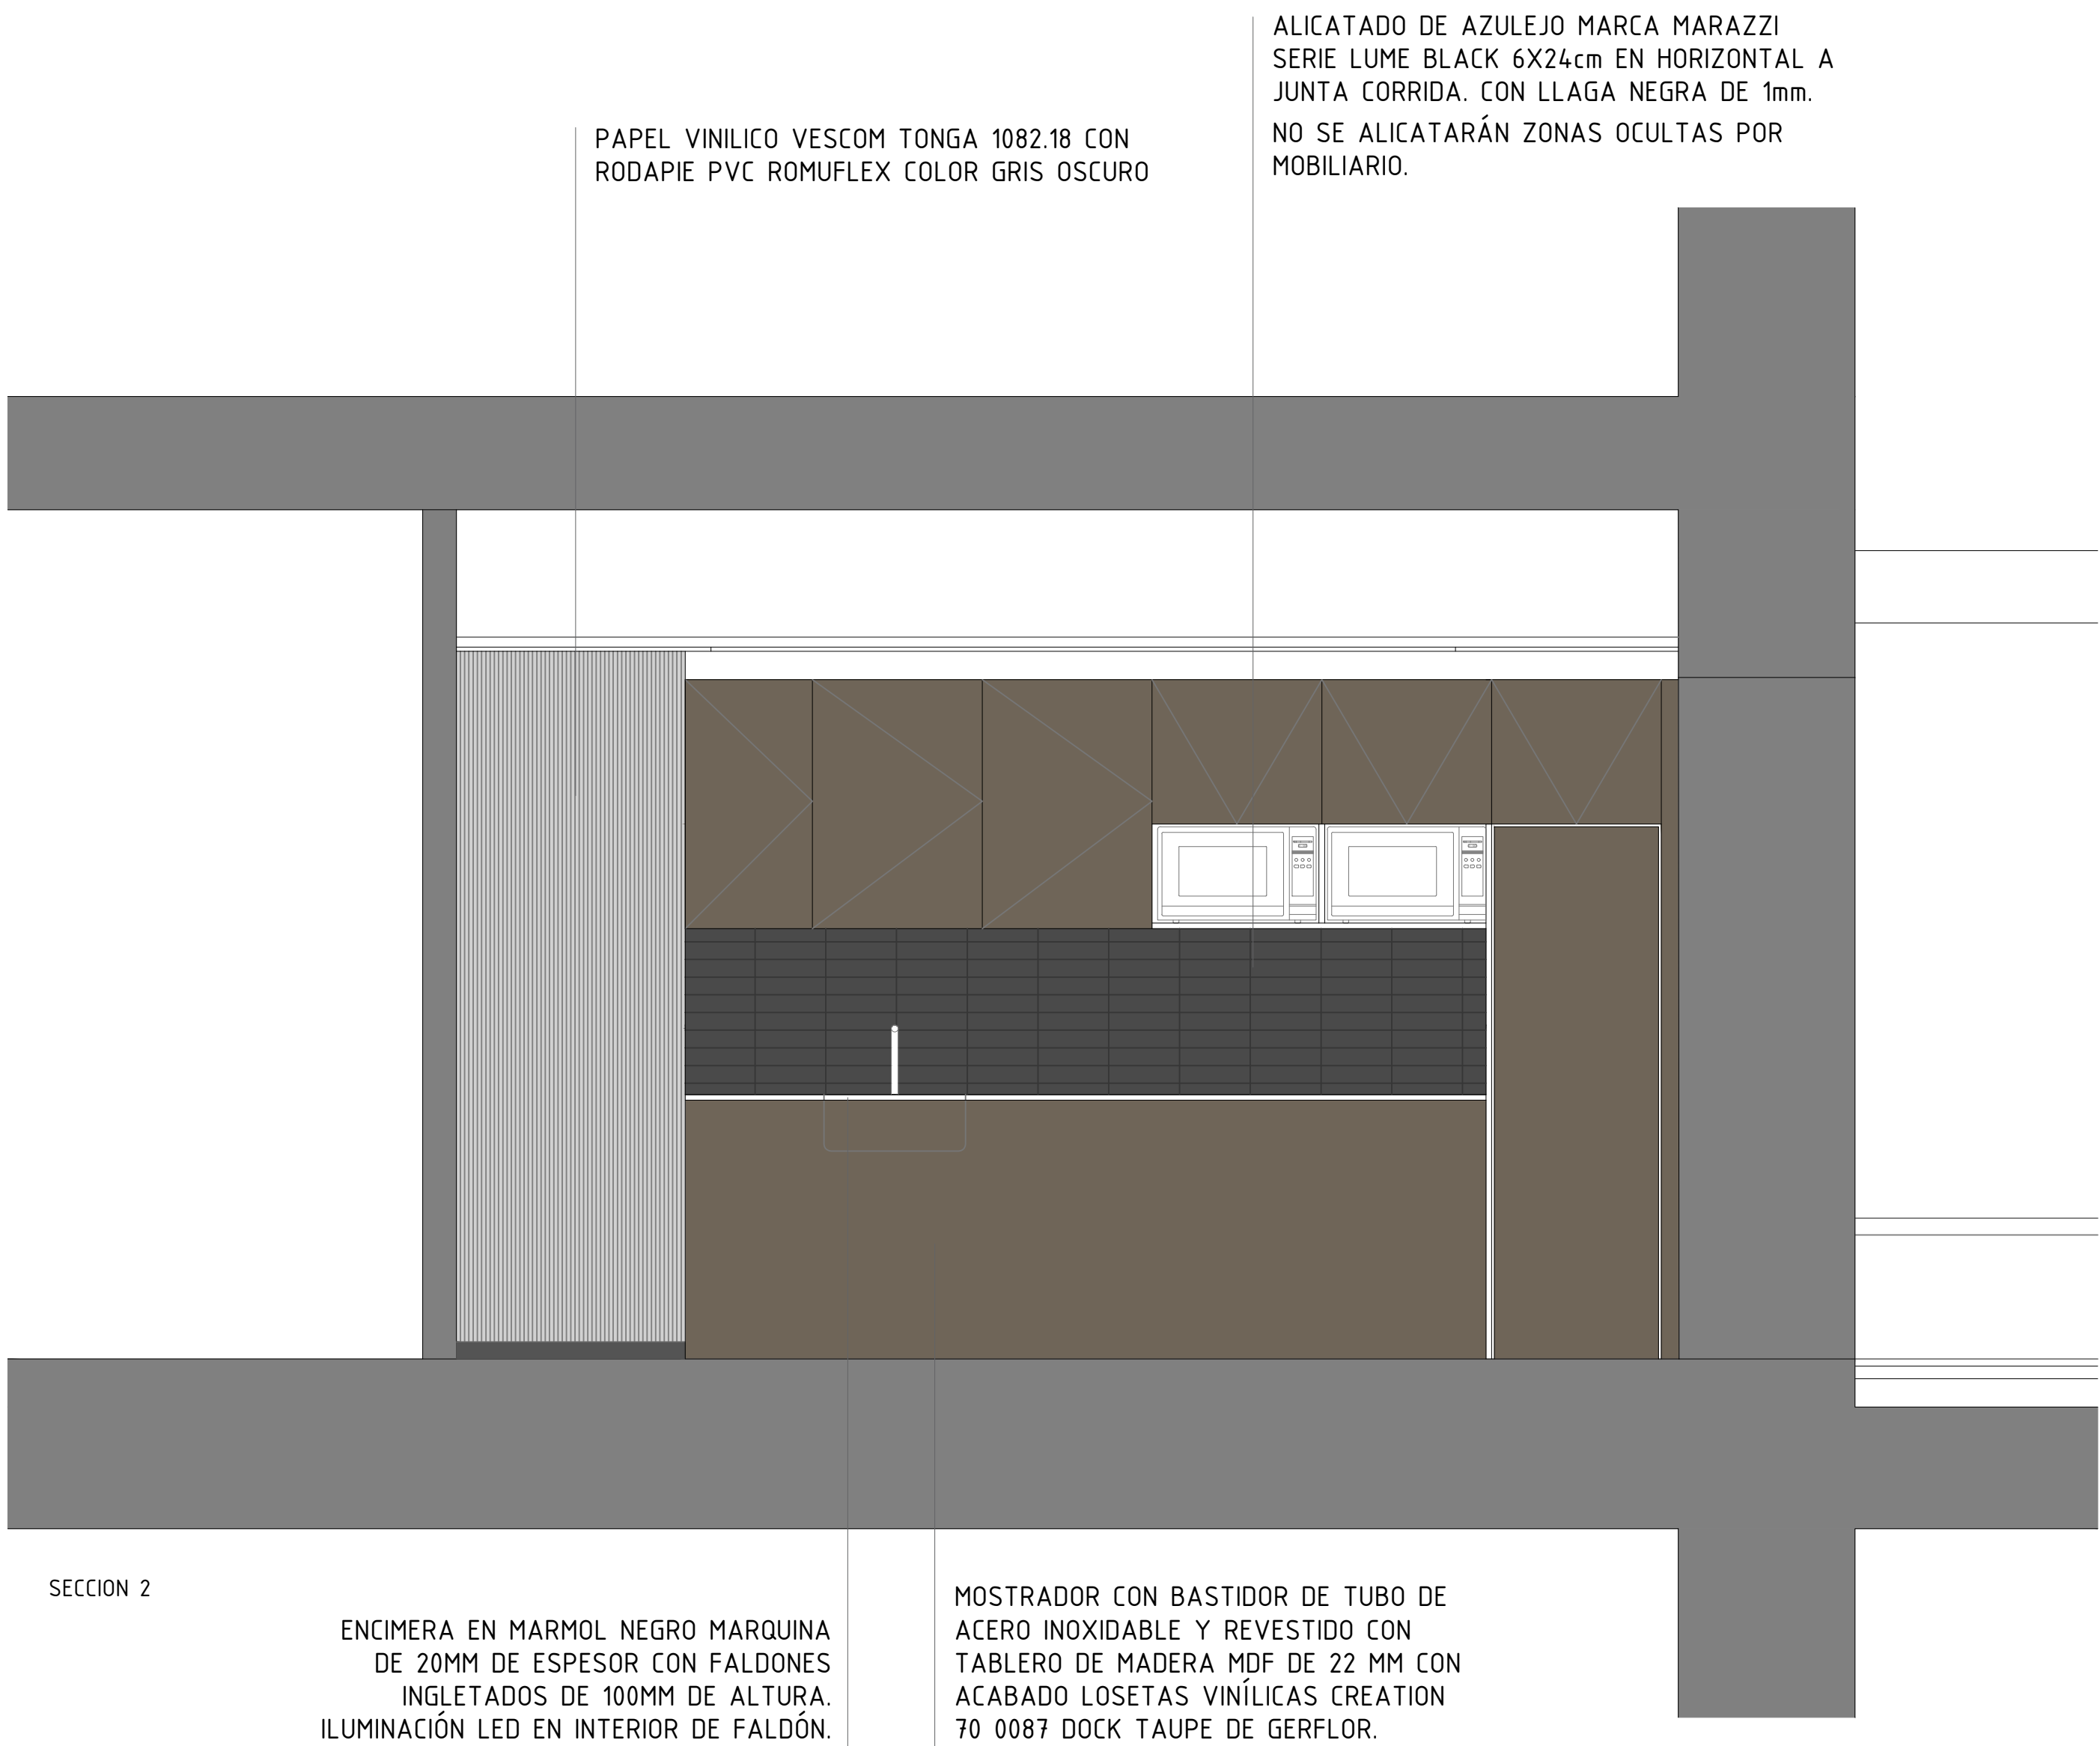 ALICATADO DE AZULEJO MARCA MARAZZI
SERIE LUME BLACK 6X24cm EN HORIZONTAL A
JUNTA CORRIDA. CON LLAGA NEGRA DE 1mm.
NO SE ALICATARÁN ZONAS OCULTAS POR
MOBILIARIO.
PAPEL VINILICO VESCOM TONGA 1082.18 CON
RODAPIE PVC ROMUFLEX COLOR GRIS OSCURO
SECCION 2
ENCIMERA EN MARMOL NEGRO MARQUINA
DE 20MM DE ESPESOR CON FALDONES
INGLETADOS DE 100MM DE ALTURA.
ILUMINACIÓN LED EN INTERIOR DE FALDÓN.
MOSTRADOR CON BASTIDOR DE TUBO DE
ACERO INOXIDABLE Y REVESTIDO CON
TABLERO DE MADERA MDF DE 22 MM CON
ACABADO LOSETAS VINÍLICAS CREATION
70 0087 DOCK TAUPE DE GERFLOR.